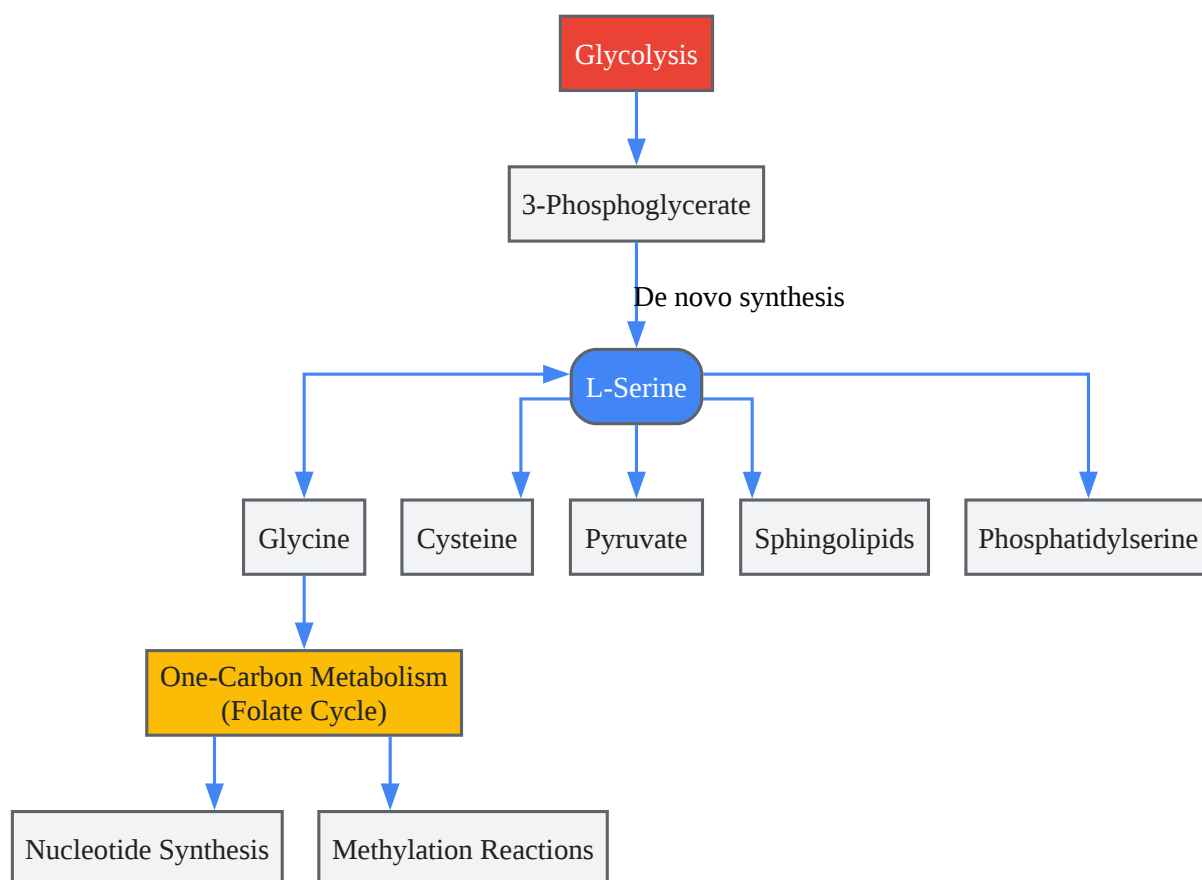 Glycolysis
3-Phosphoglycerate
De novo synthesis
L-Serine
Glycine
Cysteine
Pyruvate
Sphingolipids
Phosphatidylserine
One-Carbon Metabolism
(Folate Cycle)
Nucleotide Synthesis
Methylation Reactions